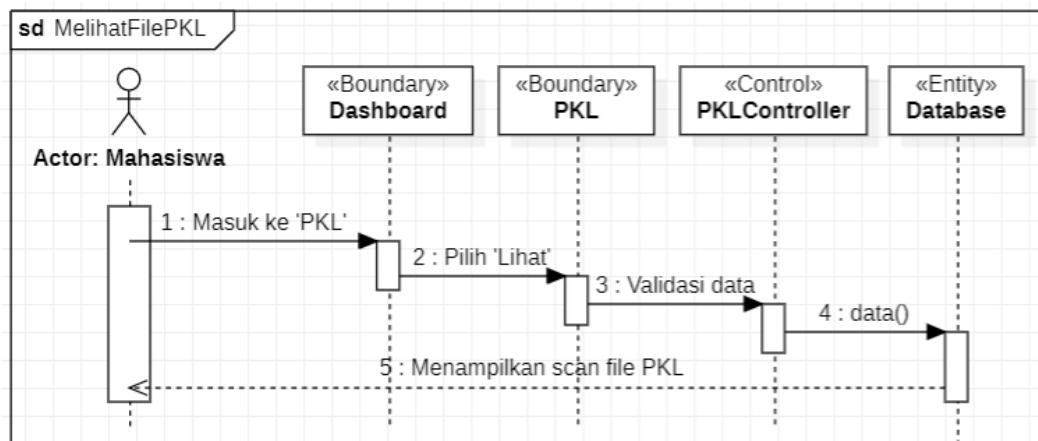 sd MelihatFilePKL
«Boundary»
Dashboard
«Boundary»
PKL
«Control»
PKLController
«Entity»
Database
Actor: Mahasiswa
1 : Masuk ke 'PKL'
2 : Pilih 'Lihat'
3 : Validasi data
4 : data()
5 : Menampilkan scan file PKL